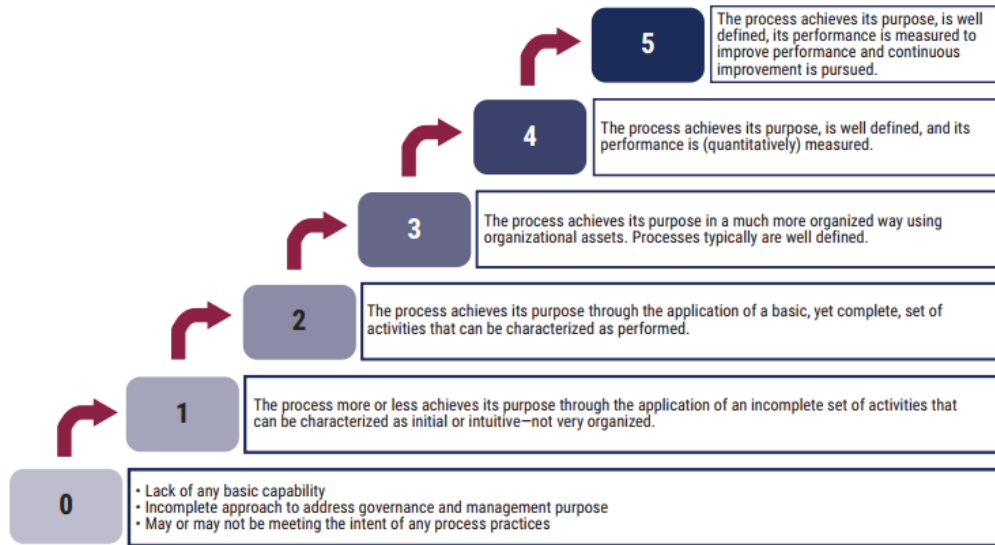 5
The process achieves its purpose, is well
defined, its performance is measured to
improve performance and continuous
improvement is pursued.
4
The process achieves its purpose, is well defined, and its
performance is (quantitatively) measured.
3
The process achieves its purpose in a much more organized way using
organizational assets. Processes typically are well defined.
2
The process achieves its purpose through the application of a basic, yet complete, set of
activities that can be characterized as performed.
1
The process more or less achieves its purpose through the application of an incomplete set of activities that
can be characterized as initial or intuitive—not very organized.
0
• Lack of any basic capability
• Incomplete approach to address governance and management purpose
• May or may not be meeting the intent of any process practices